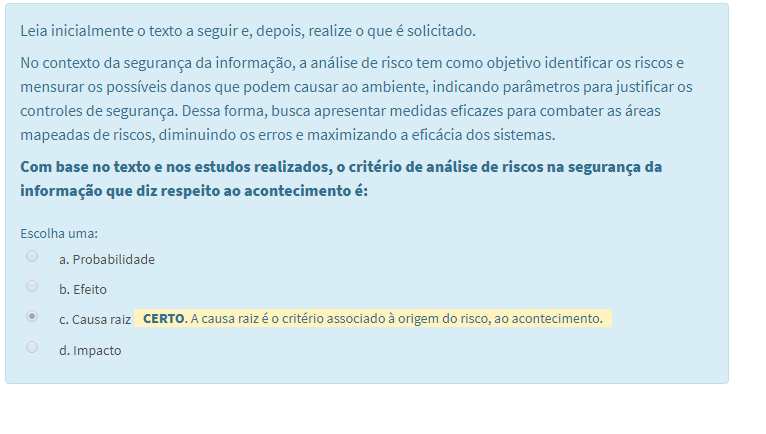 Leia inicialmente o texto a seguir e, depois, realize o que é solicitado.
No contexto da segurança da informação, a análise de risco tem como objetivo identificar os riscos e
mensurar os possíveis danos que podem causar ao ambiente, indicando parâmetros para justificar os
controles de segurança. Dessa forma, busca apresentar medidas eficazes para combater as áreas
mapeadas de riscos, diminuindo os erros e maximizando a eficácia dos sistemas.
Com base no texto e nos estudos realizados, o critério de análise de riscos na segurança da
informação que diz respeito ao acontecimento é:
Escolha uma:
a. Probabilidade
b. Efeito
c. Causa raiz CERTO. A causa raiz é o critério associado à origem do risco, ao acontecimento.
d. Impacto